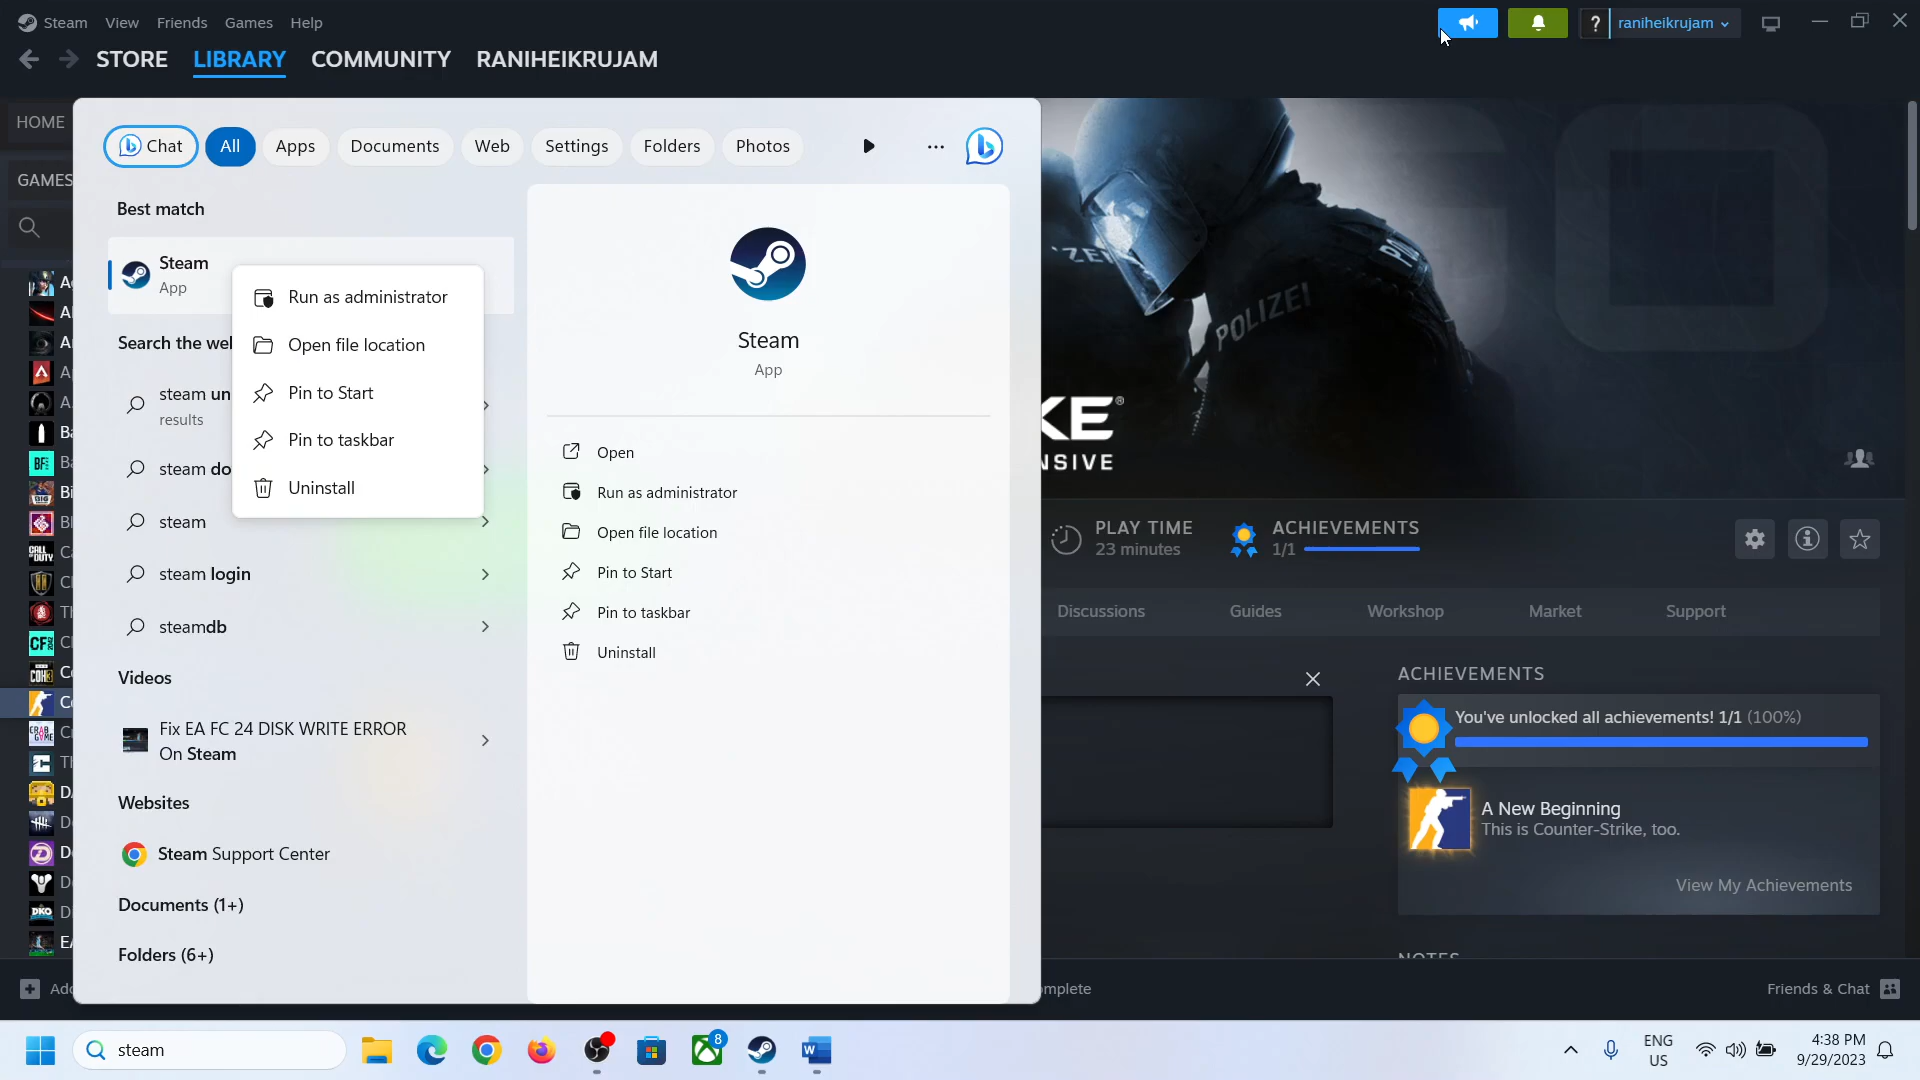 Steam View Friends Games Help
? raniheikrujam
STORE LIBRARY COMMUNITY RANIHEIKRUJAM
HOME
GAMES
Chat All Apps Documents Web Settings Folders Photos
Best match
Steam
App
Run as administrator
Open file location
Pin to Start
Pin to taskbar
Uninstall
Search the
steam
results
steam
steam
steam login
steamdb
Videos
Fix EA FC 24 DISK WRITE ERROR
On Steam
Websites
Steam Support Center
Documents (1+)
Folders (6+)
Steam
App
Open
Run as administrator
Open file location
Pin to Start
Pin to taskbar
Uninstall
POLIZEI
PLAY TIME
23 minutes
ACHIEVEMENTS
1/1
Discussions Guides Workshop Market Support
ACHIEVEMENTS
You've unlocked all achievements! 1/1 (100%)
A New Beginning
This is Counter-Strike, too.
View My Achievements
Friends & Chat
steam
8
ENG
US
4:38 PM
9/29/2023